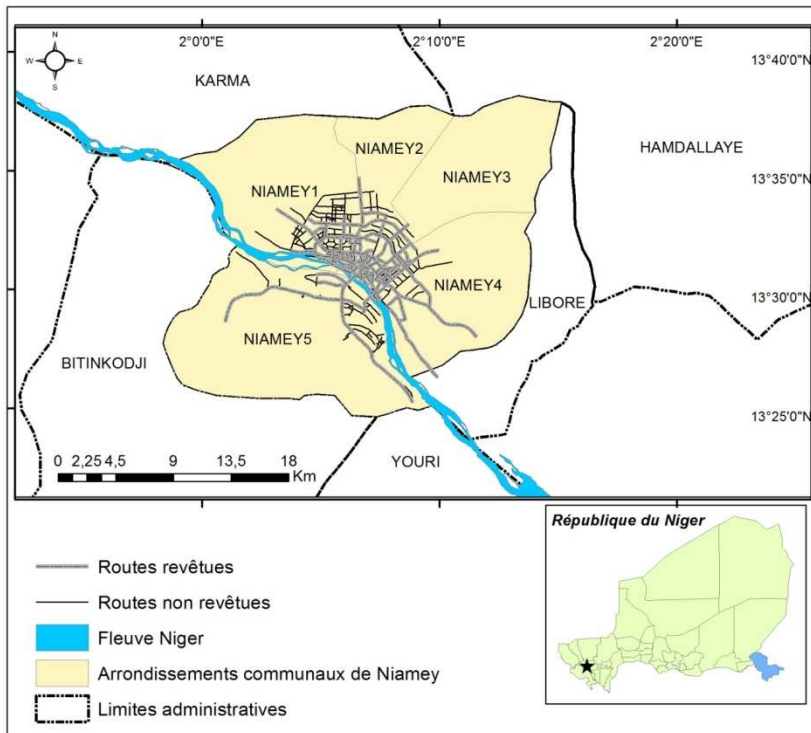 2°0'0"E 2°10'0"E 2°20'0"E
N
W E
S
13°40'0"N
KARMA
HAMDALLAYE
NIAMEY2
13°35'0"N
NIAMEY1 NIAMEY3
NIAMEY4
LIBORE
13°30'0"N
NIAMEY5
BITINKODJI
13°25'0"N
YOURI
0 2,25 4,5 9 13,5 18
Km
République du Niger
Routes revêtues
Routes non revêtues
Fleuve Niger
Arrondissements communaux de Niamey
Limites administratives